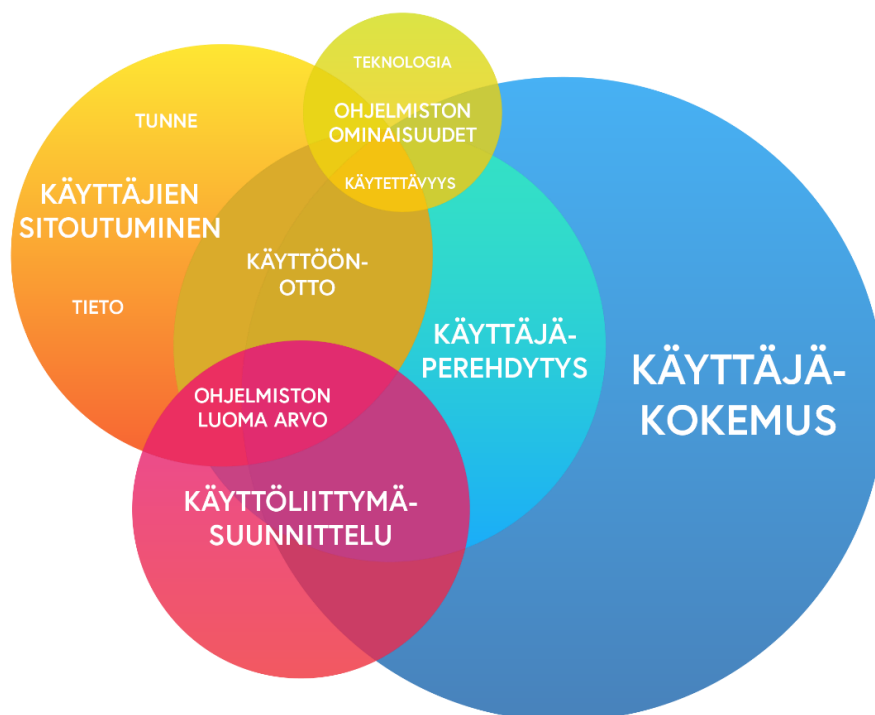 TEKNOLOGIA
OHJELMISTON
OMINAISUUDET
KÄYTETTÄVYYS
TUNNE
KÄYTTÄJIEN
SITOUTUMINEN
TIETO
KÄYTTÖÖN-
OTTO
KÄYTTÄJÄ-
PEREHDYTYS
KÄYTTÄJÄ-
KOKEMUS
OHJELMISTON
LUOMA ARVO
KÄYTTÖLIITTYMÄ-
SUUNNITTELU